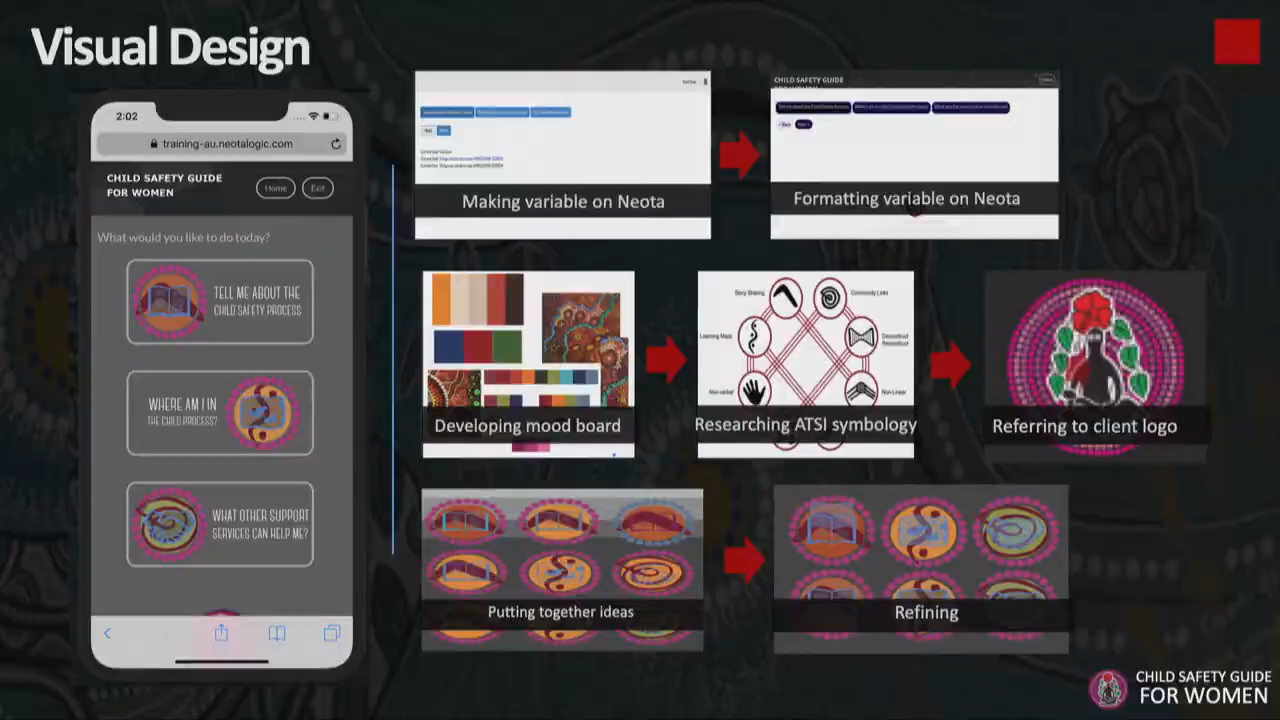 Visual Design
2:02
training-au.neotalogic.com
CHILD SAFETY GUIDE
FOR WOMEN
Home
Exit
What would you like to do today?
TELL ME ABOUT THE
CHILD SAFETY PROCESS
WHERE AM I IN
THE CHILD PROCESS?
WHAT OTHER SUPPORT
SERVICES CAN HELP ME?
Making variable on Neota
CHILD SAFETY GUIDE
Formatting variable on Neota
Developing mood board
Story Sharing
Community Links
Learning Maps
Deconstruct
Reconstruct
Non-verbal
Non-Linear
Researching ATSI symbology
Referring to client logo
Putting together ideas
Refining
CHILD SAFETY GUIDE
FOR WOMEN